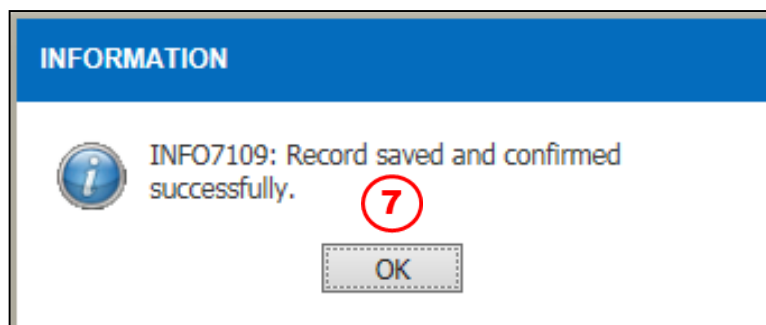 INFORMATION
INFO7109: Record saved and confirmed
successfully.
7
OK